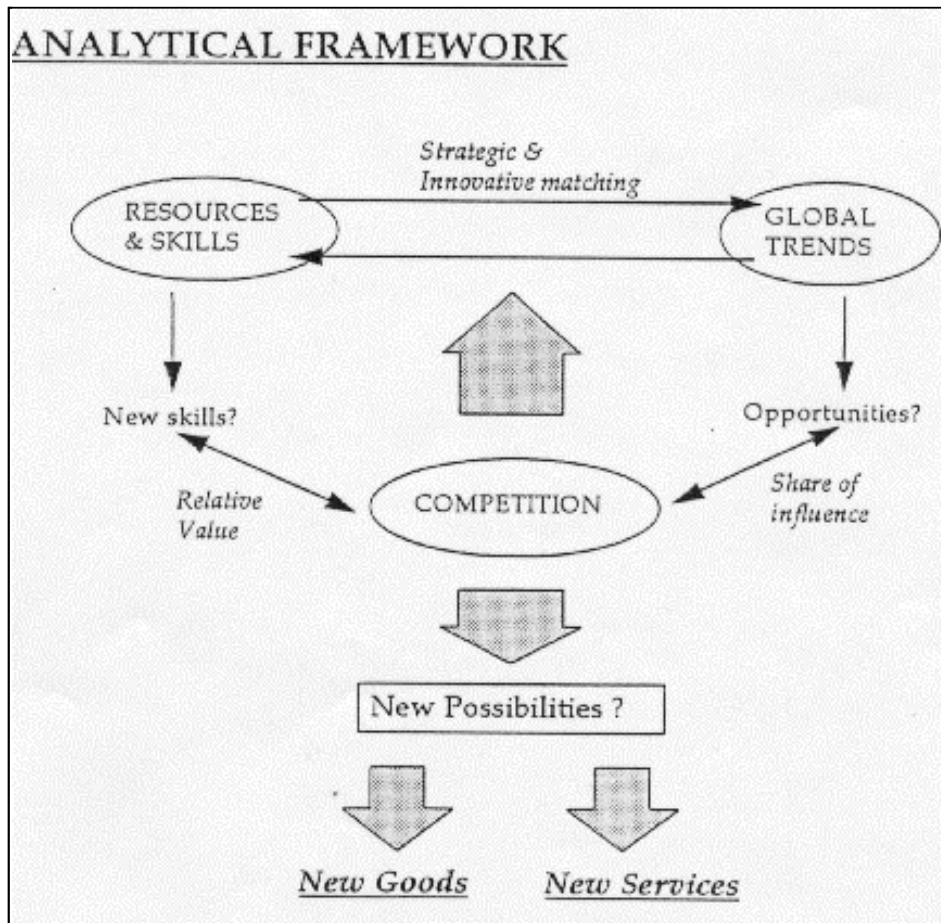 ANALYTICAL FRAMEWORK
Strategic &
Innovative matching
RESOURCES
& SKILLS
GLOBAL
TRENDS
New skills?
Opportunities?
Relative
Value
COMPETITION
Share of
influence
New Possibilities ?
New Goods
New Services